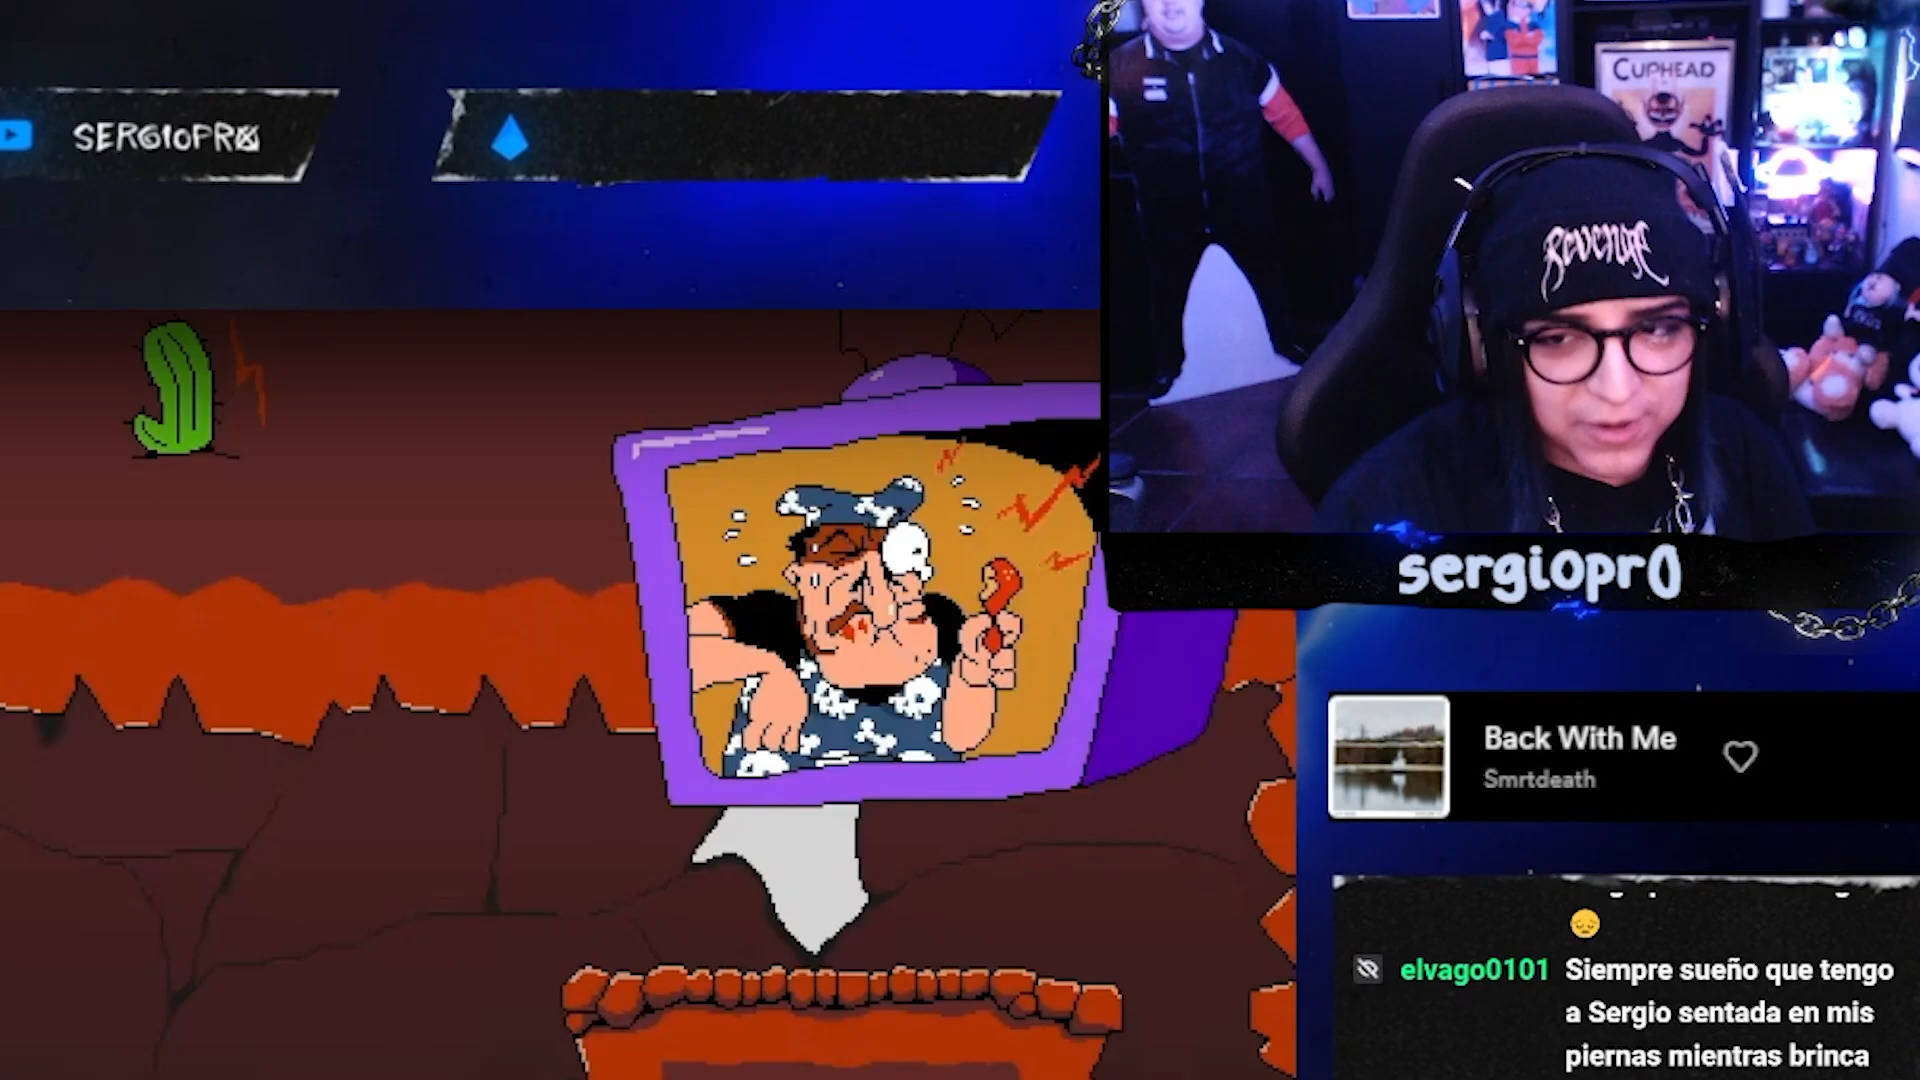 SERGIOPRO
CUPHEAD
REVENGE
sergiopr0
Back With Me
Smrtdeath
elvago0101 Siempre sueño que tengo
a Sergio sentada en mis
piernas mientras brinca